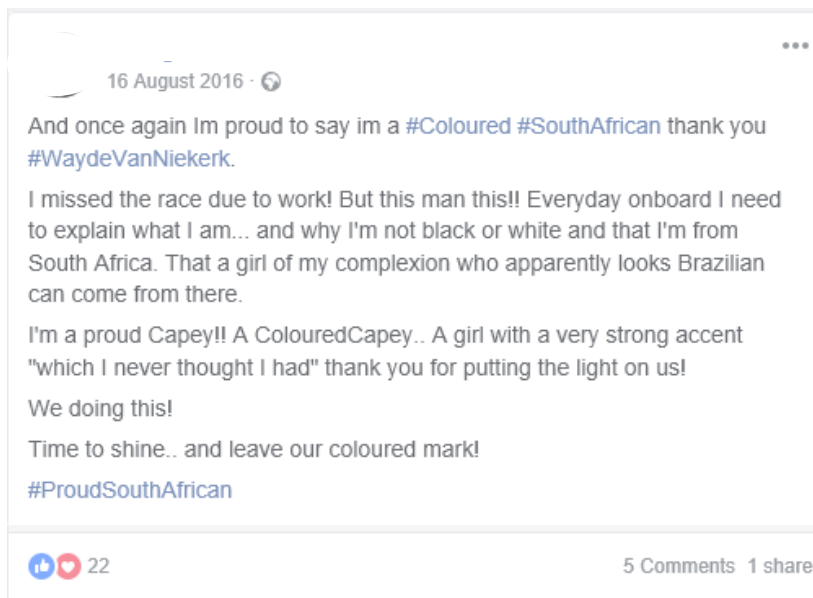 16 August 2016 ·
And once again Im proud to say im a #Coloured #SouthAfrican thank you
#WaydeVanNiekerk.
I missed the race due to work! But this man this!! Everyday onboard I need
to explain what I am... and why I'm not black or white and that I'm from
South Africa. That a girl of my complexion who apparently looks Brazilian
can come from there.
I'm a proud Capey!! A ColouredCapey.. A girl with a very strong accent
"which I never thought I had" thank you for putting the light on us!
We doing this!
Time to shine.. and leave our coloured mark!
#ProudSouthAfrican
22 5 Comments 1 share